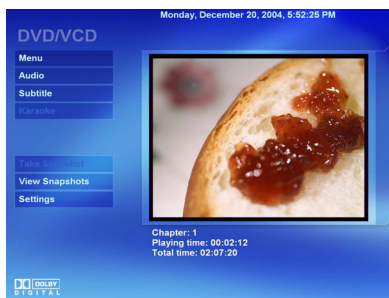 Monday, December 20, 2004, 5:52:25 PM
DVD/VCD
Menu
Audio
Subtitle
Karaoke
Take Snapshot
View Snapshots
Settings
Chapter: 1
Playing time: 00:02:12
Total time: 02:07:20
DOLBY
DIGITAL